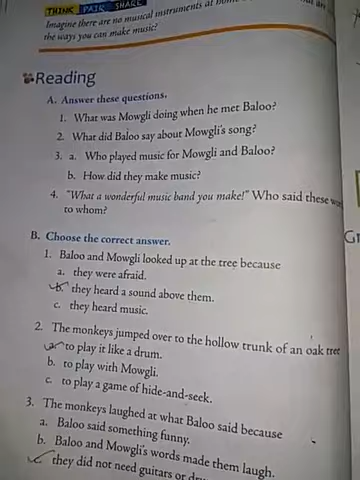 THINK PAIR SHARE
Imagine there are no musical instruments at
the ways you can make music?
Reading
A. Answer these questions.
1. What was Mowgli doing when he met Baloo?
2. What did Baloo say about Mowgli's song?
3. a. Who played music for Mowgli and Baloo?
b. How did they make music?
4. "What a wonderful music band you make!" Who said these
to whom?
B. Choose the correct answer.
1. Baloo and Mowgli looked up at the tree because
a. they were afraid.
b. they heard a sound above them.
c. they heard music.
2. The monkeys jumped over to the hollow trunk of an oak tree
a. to play it like a drum.
b. to play with Mowgli.
c. to play a game of hide-and-seek.
3. The monkeys laughed at what Baloo said because
a. Baloo said something funny.
b. Baloo and Mowgli's words made them laugh.
c. they did not need guitars or